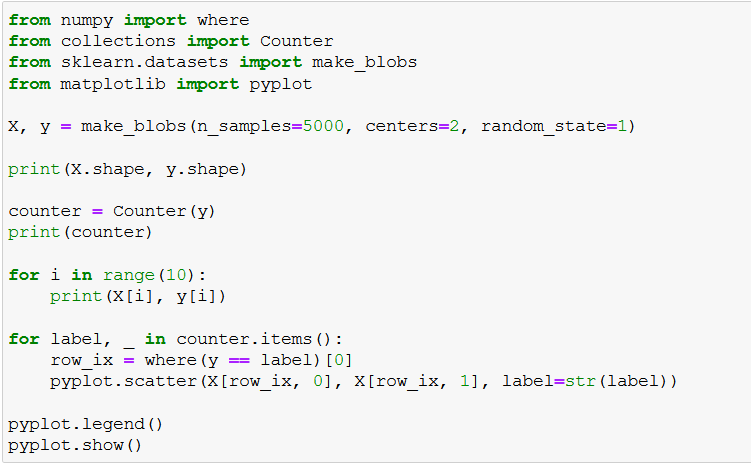 from numpy import where
from collections import Counter
from sklearn.datasets import make_blobs
from matplotlib import pyplot

X, y = make_blobs(n_samples=5000, centers=2, random_state=1)

print(X.shape, y.shape)

counter = Counter(y)
print(counter)

for i in range(10):
    print(X[i], y[i])

for label, _ in counter.items():
    row_ix = where(y == label)[0]
    pyplot.scatter(X[row_ix, 0], X[row_ix, 1], label=str(label))

pyplot.legend()
pyplot.show()